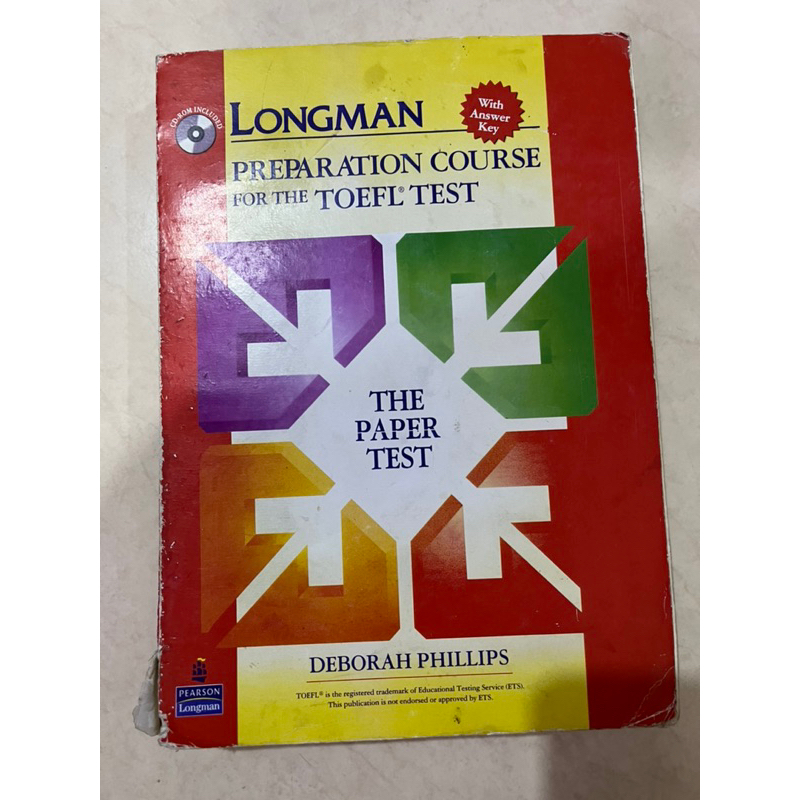 CD-ROM INCLUDED
LONGMAN
With
Answer
Key
PREPARATION COURSE
FOR THE TOEFL® TEST
THE
PAPER
TEST
DEBORAH PHILLIPS
PEARSON
Longman
TOEFL® is the registered trademark of Educational Testing Service (ETS).
This publication is not endorsed or approved by ETS.